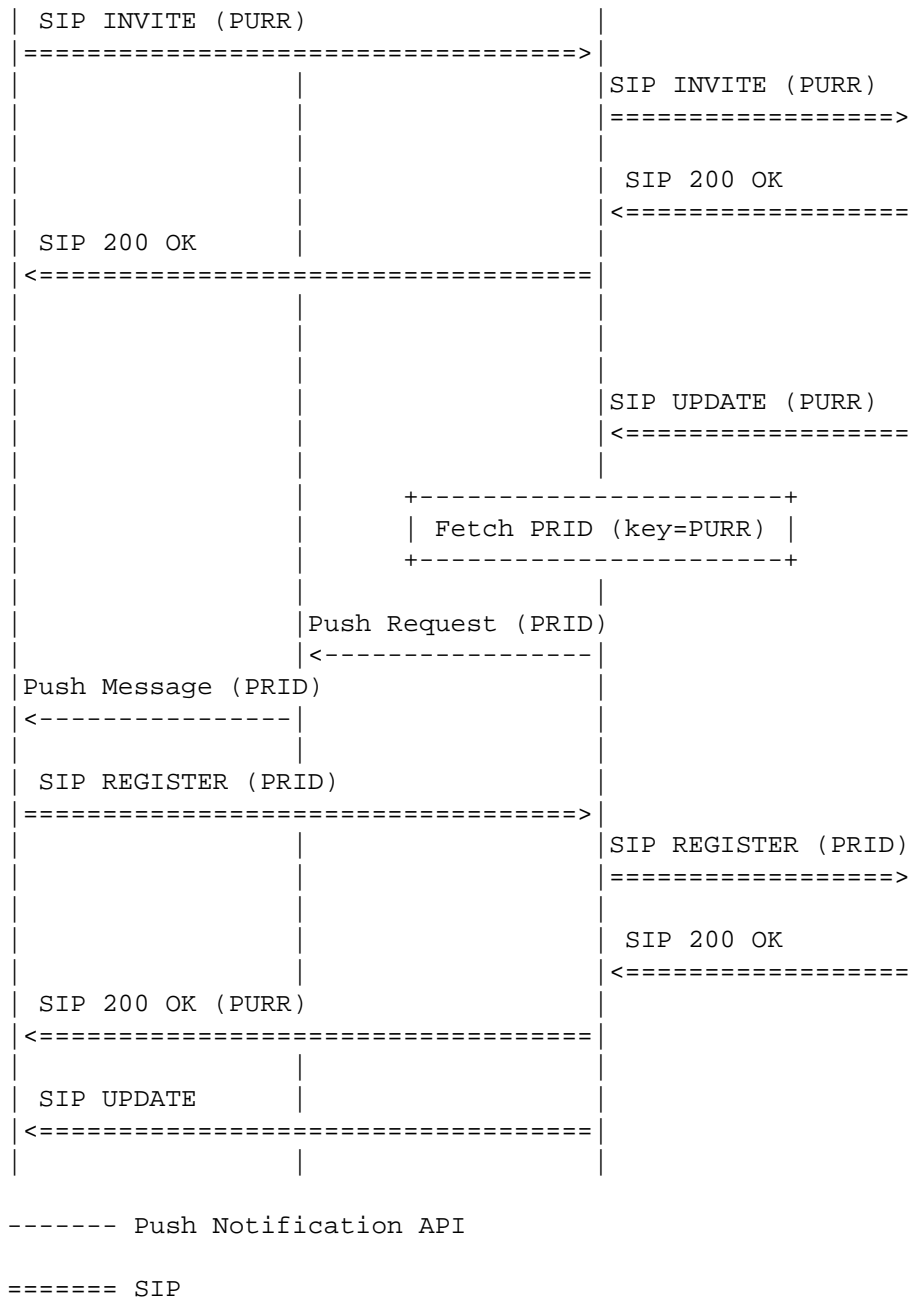 SIP INVITE (PURR)
SIP INVITE (PURR)
SIP 200 OK
SIP 200 OK
SIP UPDATE (PURR)
Fetch PRID (key=PURR)
Push Request (PRID)
Push Message (PRID)
SIP REGISTER (PRID)
SIP REGISTER (PRID)
SIP 200 OK
SIP 200 OK (PURR)
SIP UPDATE
------- Push Notification API
======= SIP